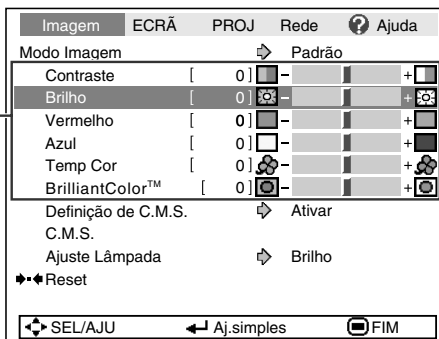 Imagem ECRÃ PROJ Rede ? Ajuda
Modo Imagem Padrão
Contraste [ 0] - +
Brilho [ 0] - +
Vermelho [ 0] - +
Azul [ 0] - +
Temp Cor [ 0] - +
BrilliantColor™ [ 0] - +
Definição de C.M.S. Ativar
C.M.S.
Ajuste Lâmpada Brilho
Reset
SEL/AJU Aj.simples FIM